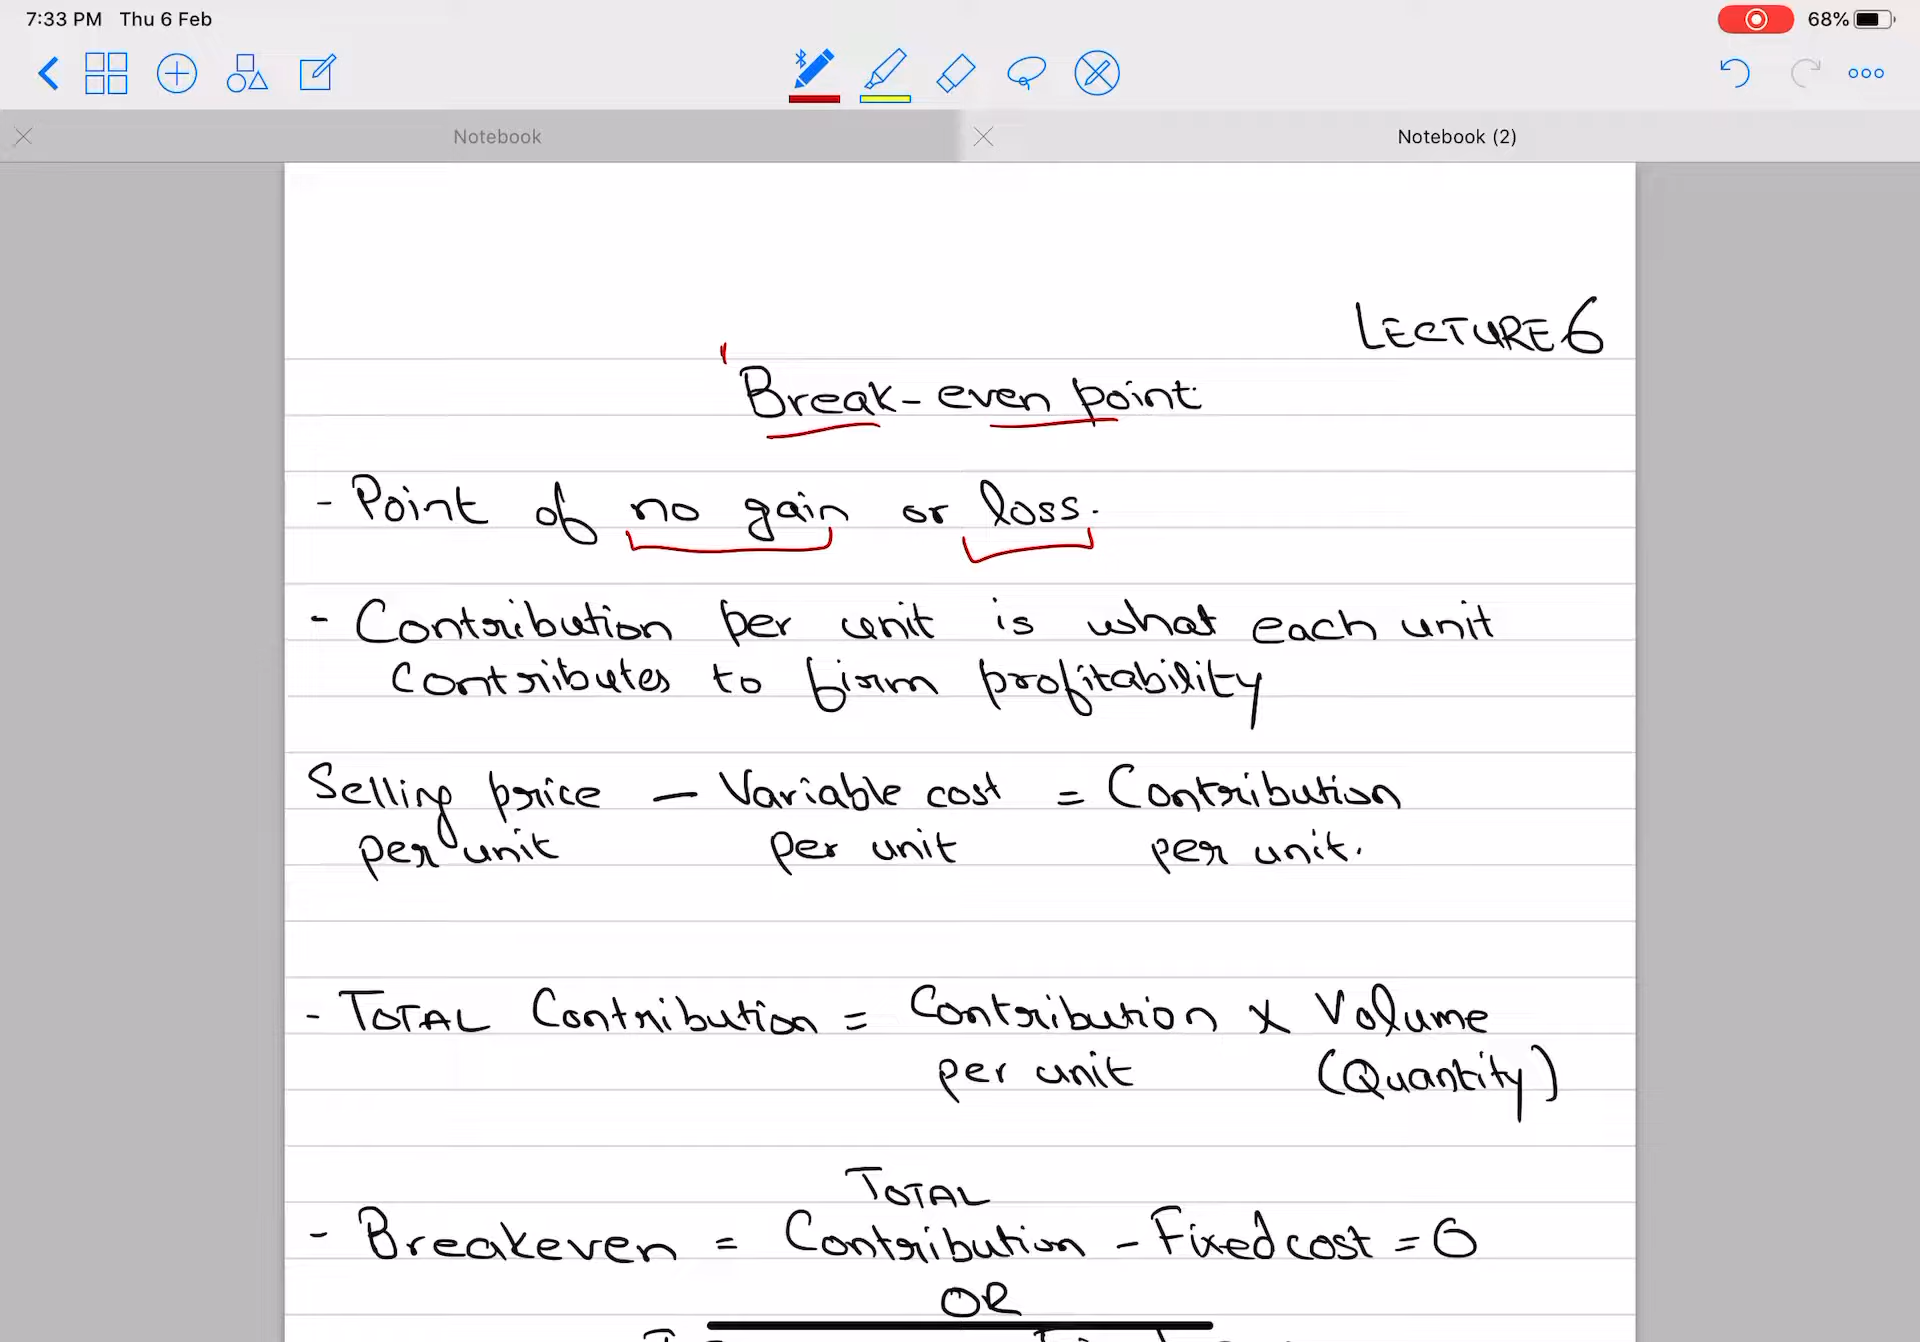 7:33 PM Thu 6 Feb
68%
Notebook
Notebook (2)
LECTURE 6
Break-even point.
- Point of no gain or loss.
- Contribution per unit is what each unit
contributes to firm profitability
Selling price — Variable cost = Contribution
per unit per unit per unit.
- TOTAL Contribution = Contribution x Volume
per unit (Quantity)
TOTAL
- Breakeven = Contribution - Fixed cost = 0
OR